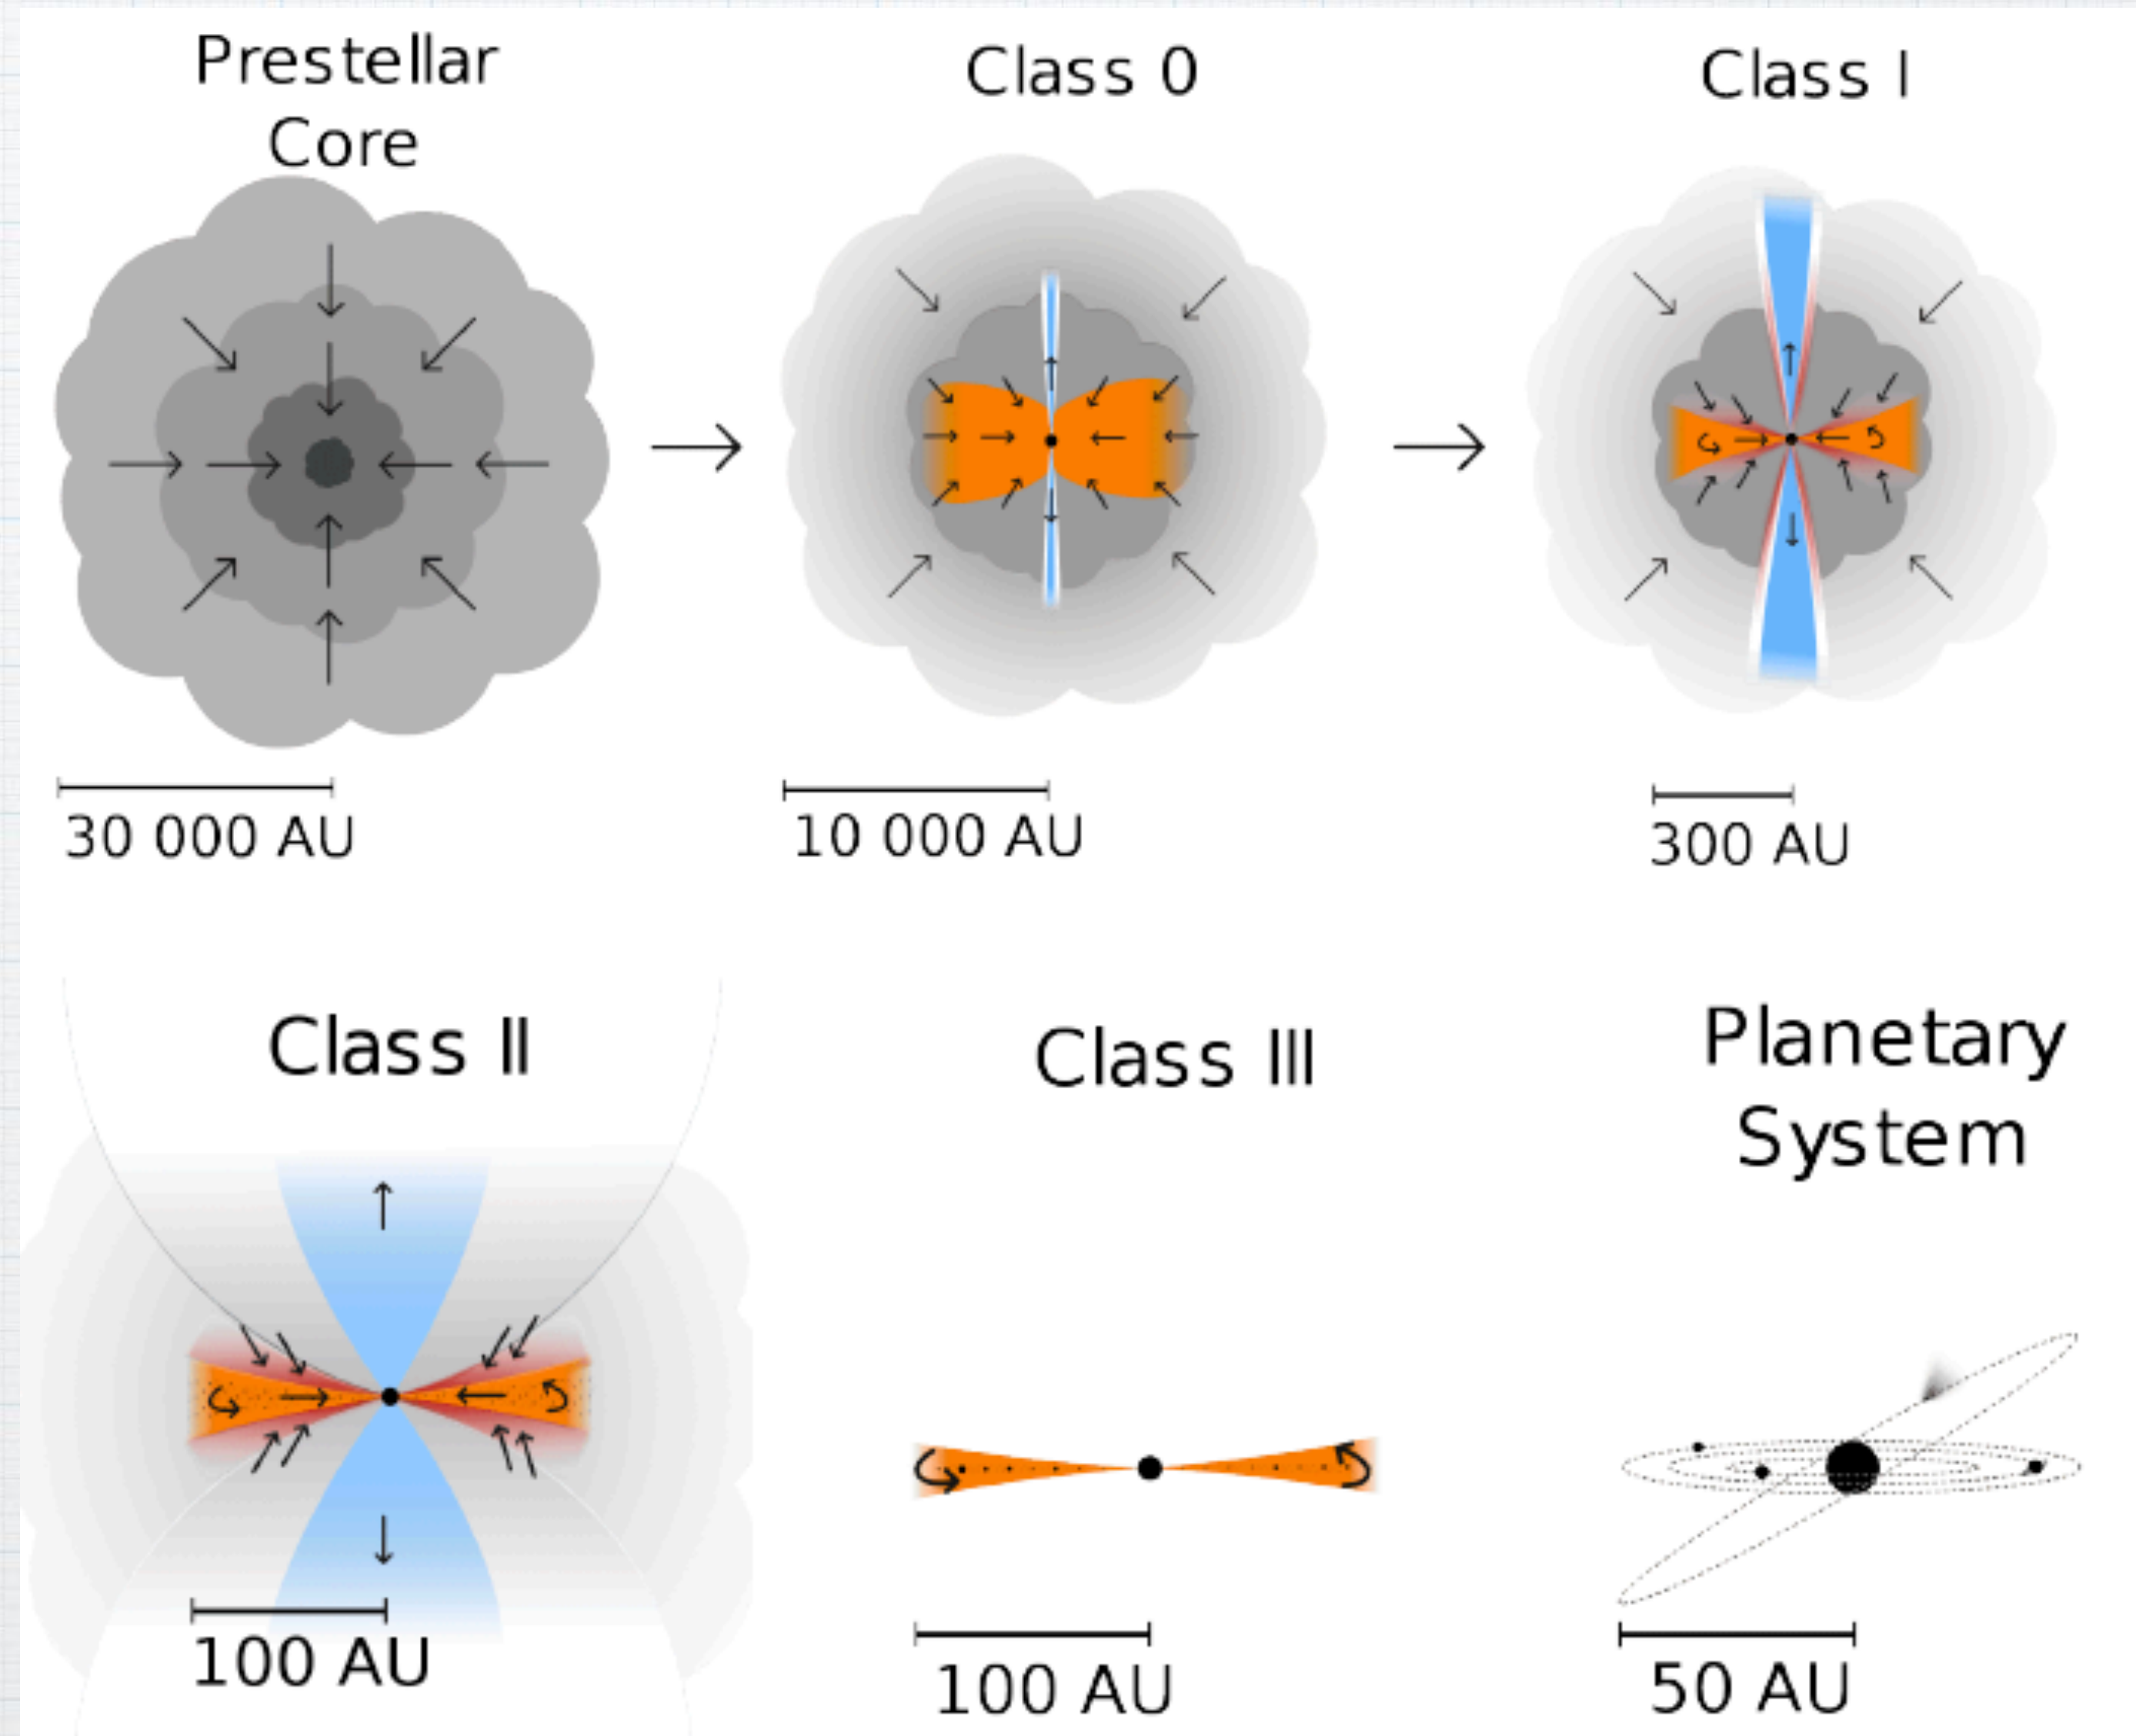 Prestellar
Core
Class 0
Class I
30 000 AU
10 000 AU
300 AU
Class II
Class III
Planetary
System
100 AU
100 AU
50 AU